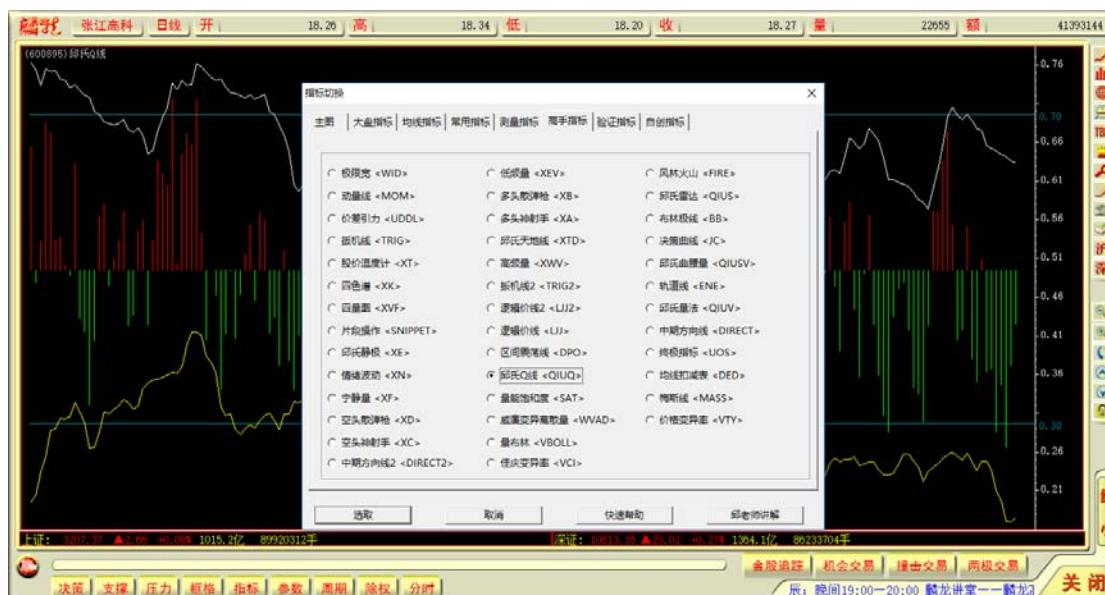 麟龙 张江高科 日线 开 18.26 高 18.34 低 18.20 收 18.27 量 22655 额 41393144
(600895)邱氏Q线
0.76
0.70
0.66
0.61
0.56
0.51
0.46
0.41
0.36
0.30
0.26
0.21
指标切换
主图 大盘指标 均线指标 常用指标 测量指标 高手指标 验证指标 自创指标
极限宽 <WID> 低频量 <XEV> 风林火山 <FIRE>
动量线 <MOM> 多头散弹枪 <XB> 邱氏雷达 <QIUS>
价差引力 <UDDL> 多头神射手 <XA> 布林极线 <BB>
扳机线 <TRIG> 邱氏天地线 <XTD> 决策曲线 <JC>
股价温度计 <XT> 高频量 <XWV> 邱氏曲腰量 <QIUSV>
四色谱 <XK> 扳机线2 <TRIG2> 轨道线 <ENE>
四量图 <XVF> 逻辑价线2 <LJJ2> 邱氏量法 <QIUV>
片段操作 <SNIPPET> 逻辑价线 <LJJ> 中期方向线 <DIRECT>
邱氏静极 <XE> 区间震荡线 <DPO> 终极指标 <UOS>
情绪波动 <XN> 邱氏Q线 <QIUQ> 均线扣减表 <DED>
宁静量 <XF> 量能饱和度 <SAT> 梅斯线 <MASS>
空头散弹枪 <XD> 威廉变异离散量 <WVAD> 价格变异率 <VTY>
空头神射手 <XC> 量布林 <VBOLL>
中期方向线2 <DIRECT2> 佳庆变异率 <VCI>
选取 取消 快速帮助 邱老师讲解
上证: 3207.37 ▲2.66 +0.08% 1015.2亿 89920312手 深证: 10813.35 ▲29.02 +0.27% 1364.1亿 86233704手
金股追踪 机会交易 撞击交易 两极交易
决策 支撑 压力 框格 指标 参数 周期 除权 分时 关闭
辰: 晚间19:00—20:00 麟龙讲堂——麟龙